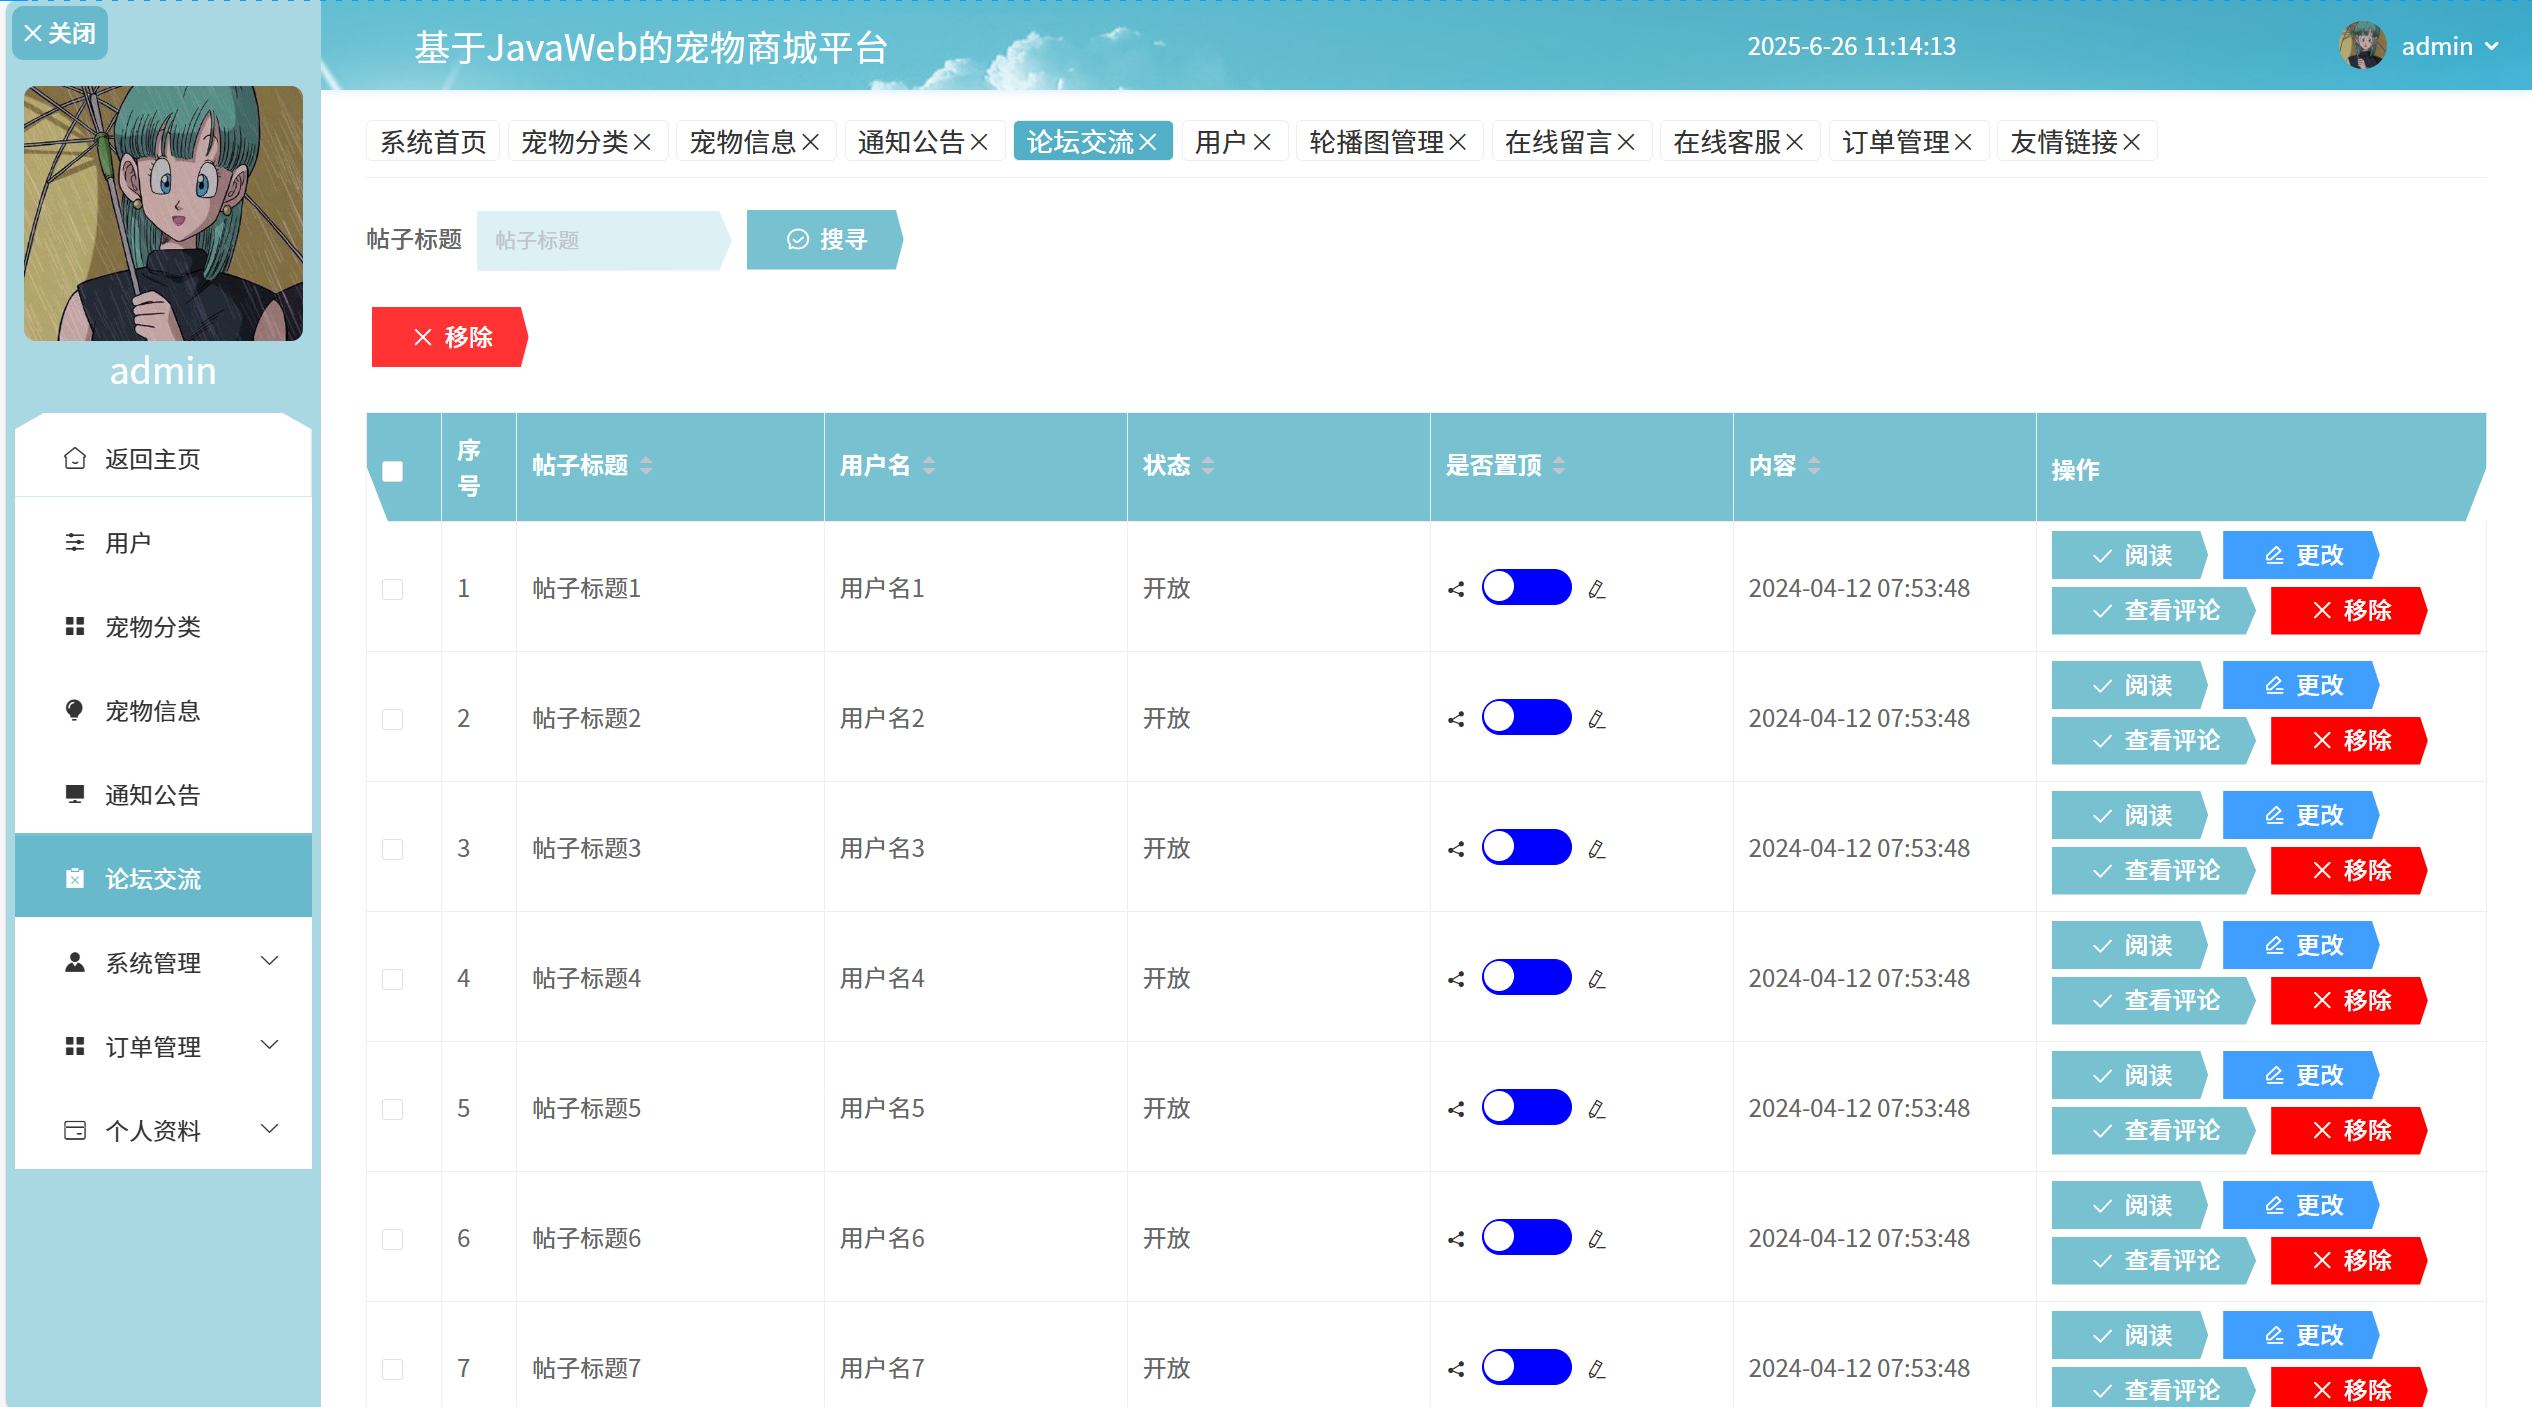 关闭
基于JavaWeb的宠物商城平台
2025-6-26 11:14:13
admin
admin
返回主页
用户
宠物分类
宠物信息
通知公告
论坛交流
系统管理
订单管理
个人资料
系统首页 宠物分类 宠物信息 通知公告 论坛交流 用户 轮播图管理 在线留言 在线客服 订单管理 友情链接
帖子标题 帖子标题 搜寻
移除
序号 帖子标题 用户名 状态 是否置顶 内容 操作
1 帖子标题1 用户名1 开放 2024-04-12 07:53:48 阅读 更改
查看评论 移除
2 帖子标题2 用户名2 开放 2024-04-12 07:53:48 阅读 更改
查看评论 移除
3 帖子标题3 用户名3 开放 2024-04-12 07:53:48 阅读 更改
查看评论 移除
4 帖子标题4 用户名4 开放 2024-04-12 07:53:48 阅读 更改
查看评论 移除
5 帖子标题5 用户名5 开放 2024-04-12 07:53:48 阅读 更改
查看评论 移除
6 帖子标题6 用户名6 开放 2024-04-12 07:53:48 阅读 更改
查看评论 移除
7 帖子标题7 用户名7 开放 2024-04-12 07:53:48 阅读 更改
查看评论 移除